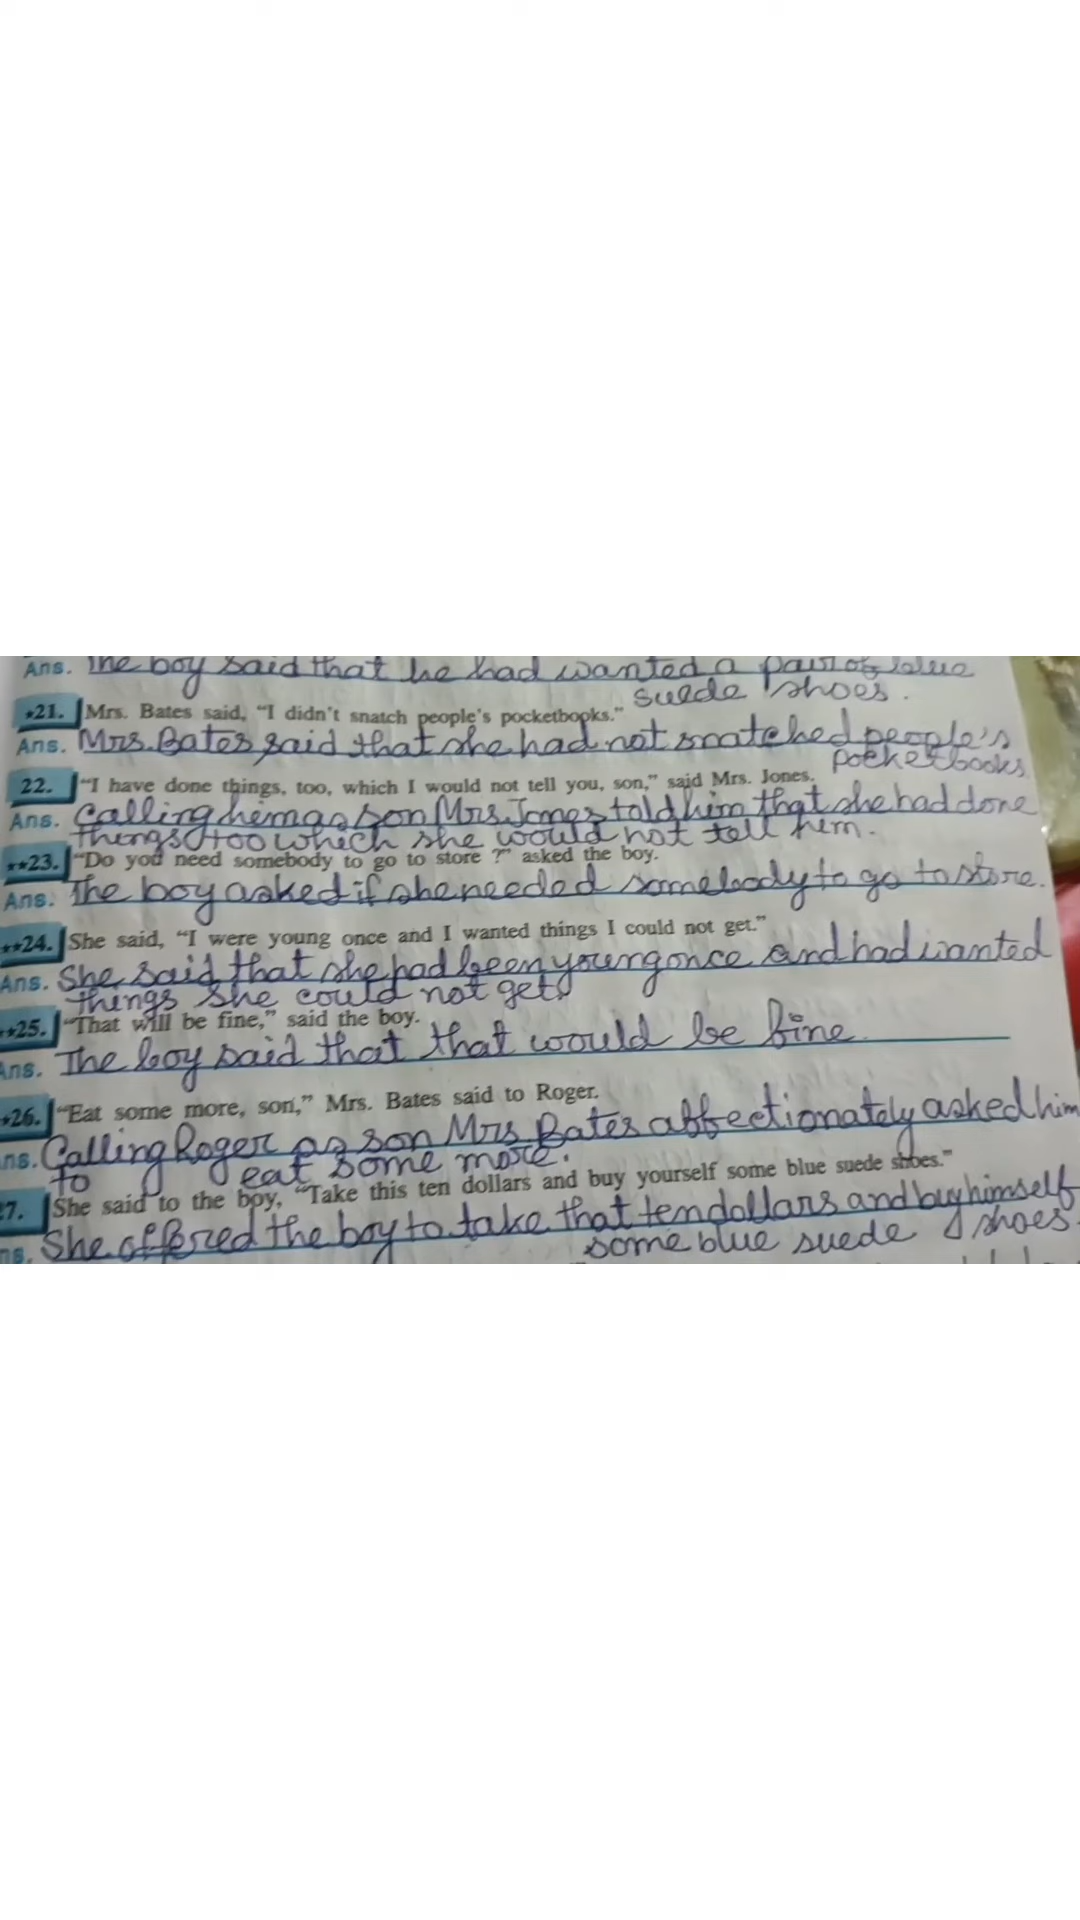 Ans. The boy said that he had wanted a pair of blue
suede shoes.
*21. Mrs. Bates said, “I didn't snatch people's pocketbooks.”
Ans. Mrs. Bates said that she had not snatched people's
pocketbooks
22. “I have done things, too, which I would not tell you, son,” said Mrs. Jones.
Ans. Calling him as son Mrs. Jones told him that she had done
things too which she would not tell him.
**23. “Do you need somebody to go to store ?” asked the boy.
Ans. The boy asked if she needed somebody to go to store.
**24. She said, “I were young once and I wanted things I could not get.”
Ans. She said that she had been young once and had wanted
things she could not get.
**25. “That will be fine,” said the boy.
Ans. The boy said that that would be fine.
*26. “Eat some more, son,” Mrs. Bates said to Roger.
ns. Calling Roger as son Mrs Bates affectionately asked him
to eat some more.
27. She said to the boy, “Take this ten dollars and buy yourself some blue suede shoes.”
ns. She offered the boy to take that ten dollars and buy himself
some blue suede shoes.